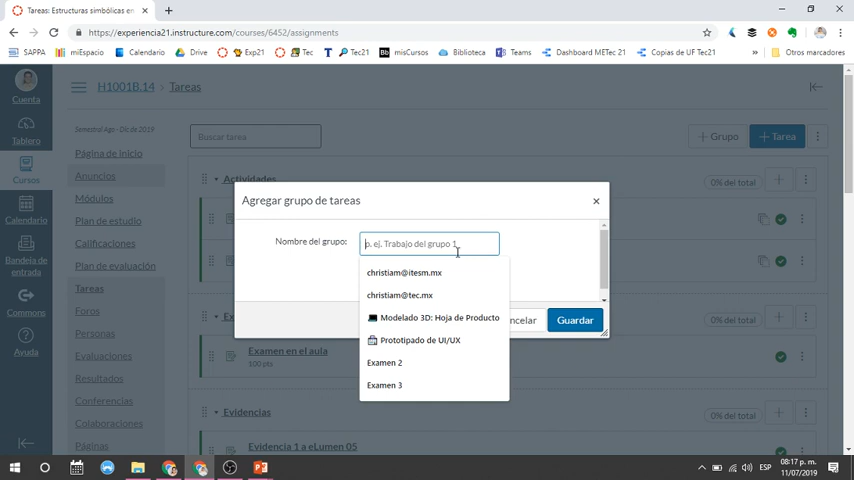 Tareas: Estructuras simbólicas en
https://experiencia21.instructure.com/courses/6452/assignments
SAPPA miEspacio Calendario Drive Exp21 Tec Tec21 misCursos Biblioteca Teams Dashboard METec 21 Copias de UF Tec21 » Otros marcadores
Cuenta
Tablero
Cursos
Calendario
Bandeja de
entrada
Commons
Ayuda
H1001B.14 > Tareas
Semestral Ago - Dic de 2019
Página de Inicio
Anuncios
Módulos
Plan de estudio
Calificaciones
Plan de evaluación
Tareas
Foros
Personas
Evaluaciones
Resultados
Conferencias
Colaboraciones
Páginas
Buscar tarea
+ Grupo
+ Tarea
Actividades
0% del total
Agregar grupo de tareas
Nombre del grupo:
p. ej. Trabajo del grupo 1
christiam@itesm.mx
christiam@tec.mx
Modelado 3D: Hoja de Producto
Prototipado de UI/UX
Examen 2
Examen 3
Guardar
0% del total
Examen en el aula
100 pts
Evidencias
0% del total
Evidencia 1 a eLumen 05
ESP
08:17 p. m.
11/07/2019